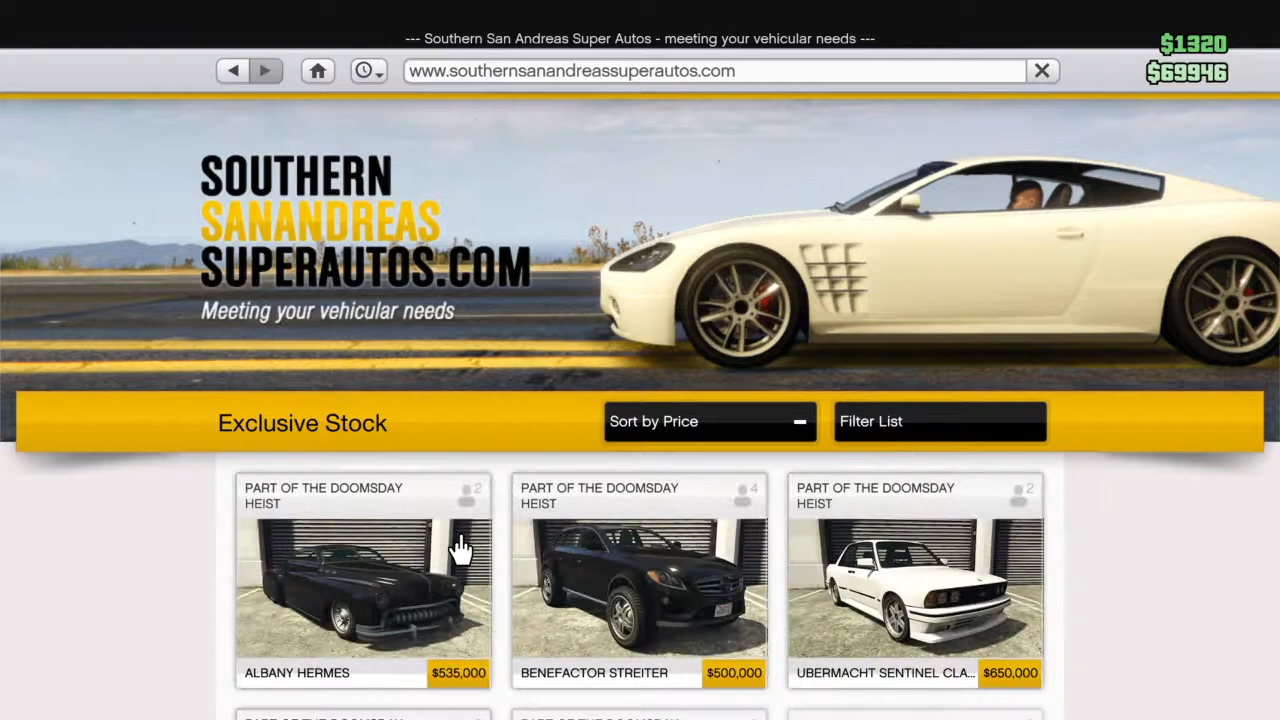 --- Southern San Andreas Super Autos - meeting your vehicular needs ---
$1320
$69946
www.southernsanandreassuperautos.com
SOUTHERN
SANANDREAS
SUPERAUTOS.COM
Meeting your vehicular needs
Exclusive Stock
Sort by Price
Filter List
PART OF THE DOOMSDAY
HEIST
2
ALBANY HERMES
$535,000
PART OF THE DOOMSDAY
HEIST
4
BENEFACTOR STREITER
$500,000
PART OF THE DOOMSDAY
HEIST
2
UBERMACHT SENTINEL CLA...
$650,000